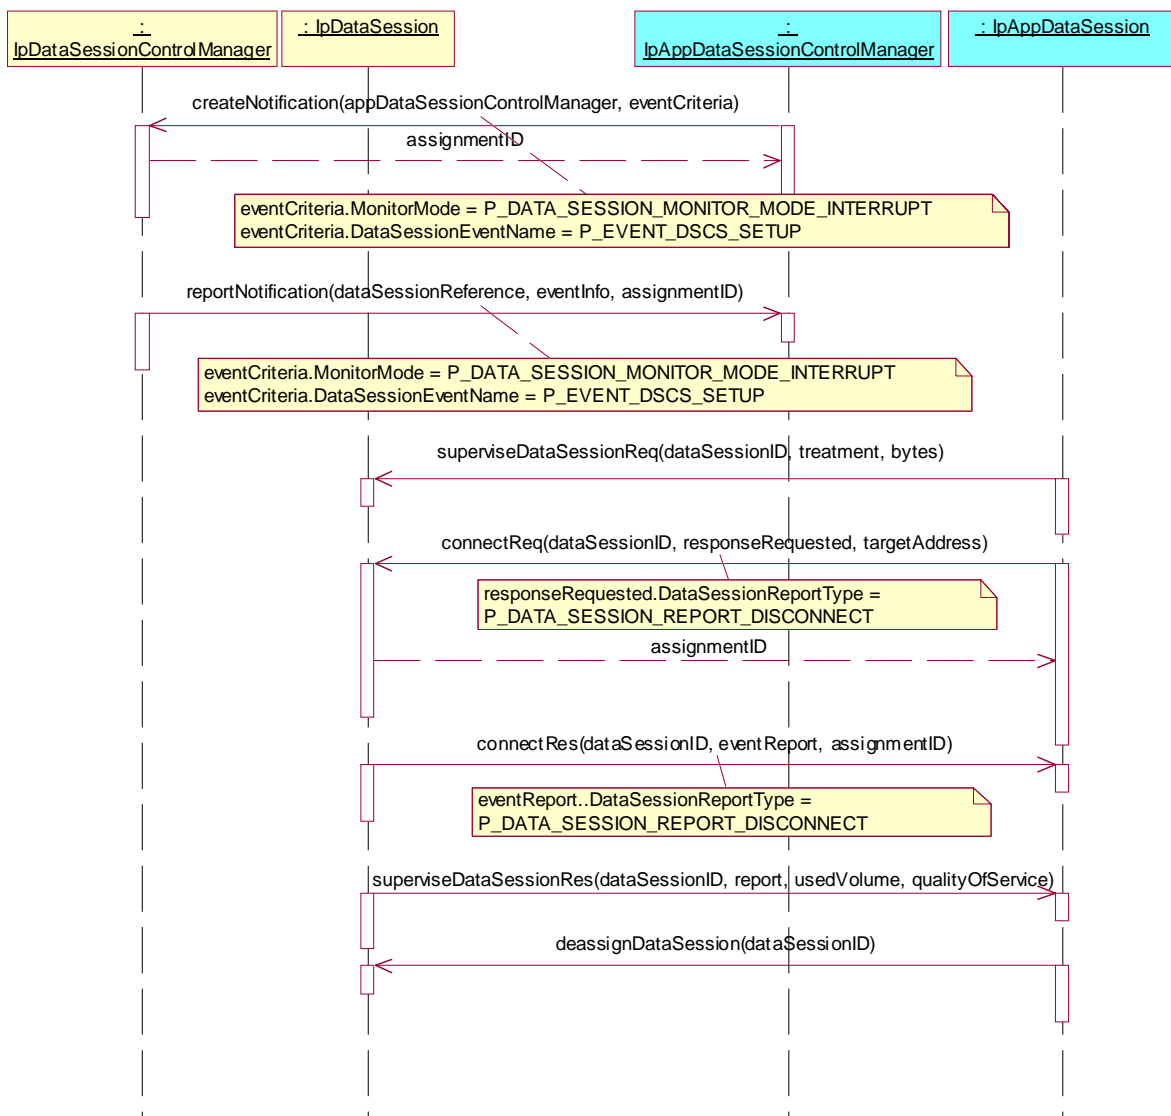 :
IpDataSessionControlManager
: IpDataSession
:
IpAppDataSessionControlManager
: IpAppDataSession
createNotification(appDataSessionControlManager, eventCriteria)
assignmentID
eventCriteria.MonitorMode = P_DATA_SESSION_MONITOR_MODE_INTERRUPT
eventCriteria.DataSessionEventName = P_EVENT_DSCS_SETUP
reportNotification(dataSessionReference, eventInfo, assignmentID)
eventCriteria.MonitorMode = P_DATA_SESSION_MONITOR_MODE_INTERRUPT
eventCriteria.DataSessionEventName = P_EVENT_DSCS_SETUP
superviseDataSessionReq(dataSessionID, treatment, bytes)
connectReq(dataSessionID, responseRequested, targetAddress)
responseRequested.DataSessionReportType =
P_DATA_SESSION_REPORT_DISCONNECT
assignmentID
connectRes(dataSessionID, eventReport, assignmentID)
eventReport..DataSessionReportType =
P_DATA_SESSION_REPORT_DISCONNECT
superviseDataSessionRes(dataSessionID, report, usedVolume, qualityOfService)
deassignDataSession(dataSessionID)